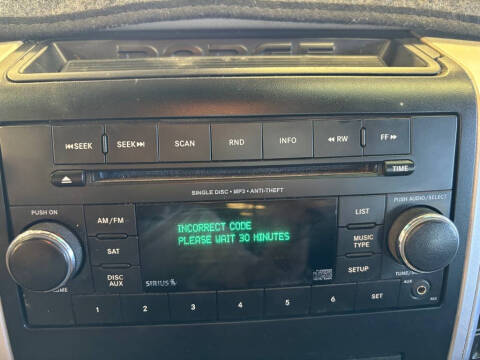 DODGE
⏮SEEK SEEK⏭ SCAN RND INFO ◀◀ RW FF ▶▶
TIME
SINGLE DISC • MP3 • ANTI-THEFT
PUSH ON
PUSH AUDIO/SELECT
AM/FM
LIST
INCORRECT CODE
PLEASE WAIT 30 MINUTES
SAT
MUSIC
TYPE
DISC
AUX
SIRIUS
SETUP
1 2 3 4 5 6 SET
AUX